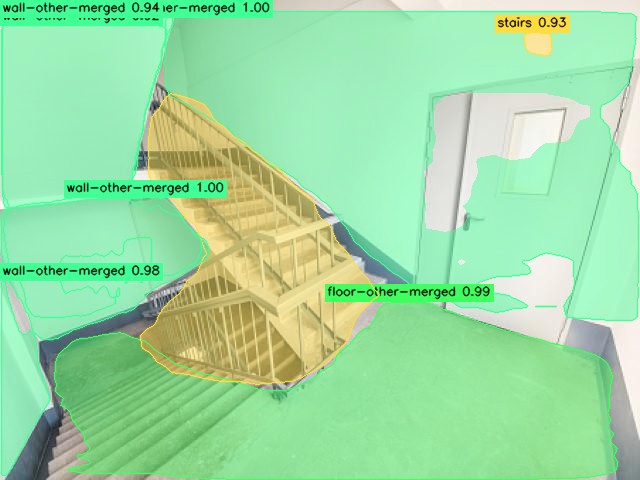 wall-other-merged 0.94
er-merged 1.00
stairs 0.93
wall-other-merged 1.00
wall-other-merged 0.98
floor-other-merged 0.99